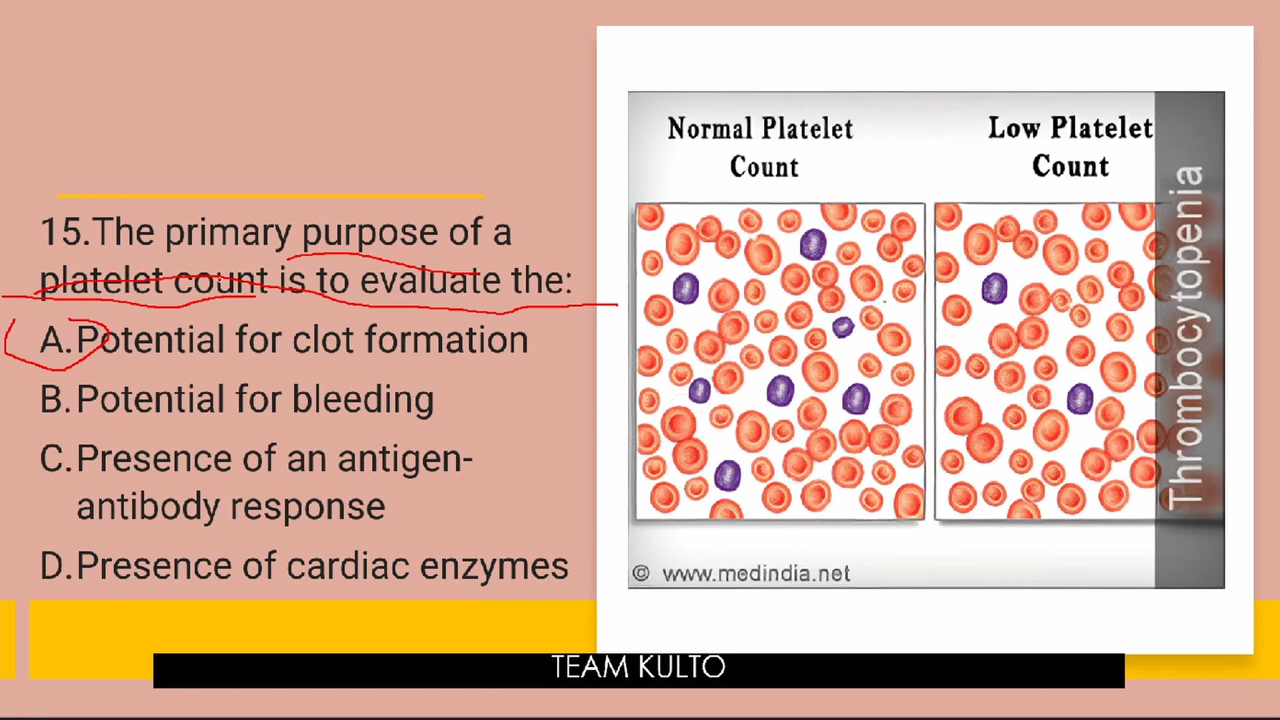 15.The primary purpose of a
platelet count is to evaluate the:
A.Potential for clot formation
B.Potential for bleeding
C.Presence of an antigen-
antibody response
D.Presence of cardiac enzymes
Normal Platelet
Count
Low Platelet
Count
Thrombocytopenia
© www.medindia.net
TEAM KULTO